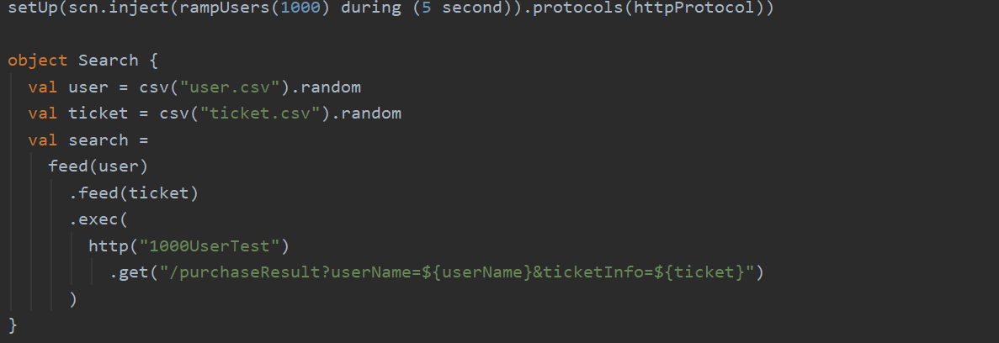 setUp(scn.inject(rampUsers(1000) during (5 second)).protocols(httpProtocol))
object Search {
val user = csv("user.csv").random
val ticket = csv("ticket.csv").random
val search =
feed(user)
.feed(ticket)
.exec(
http("1000UserTest")
.get("/purchaseResult?userName=${userName}&ticketInfo=${ticket}")
)
}